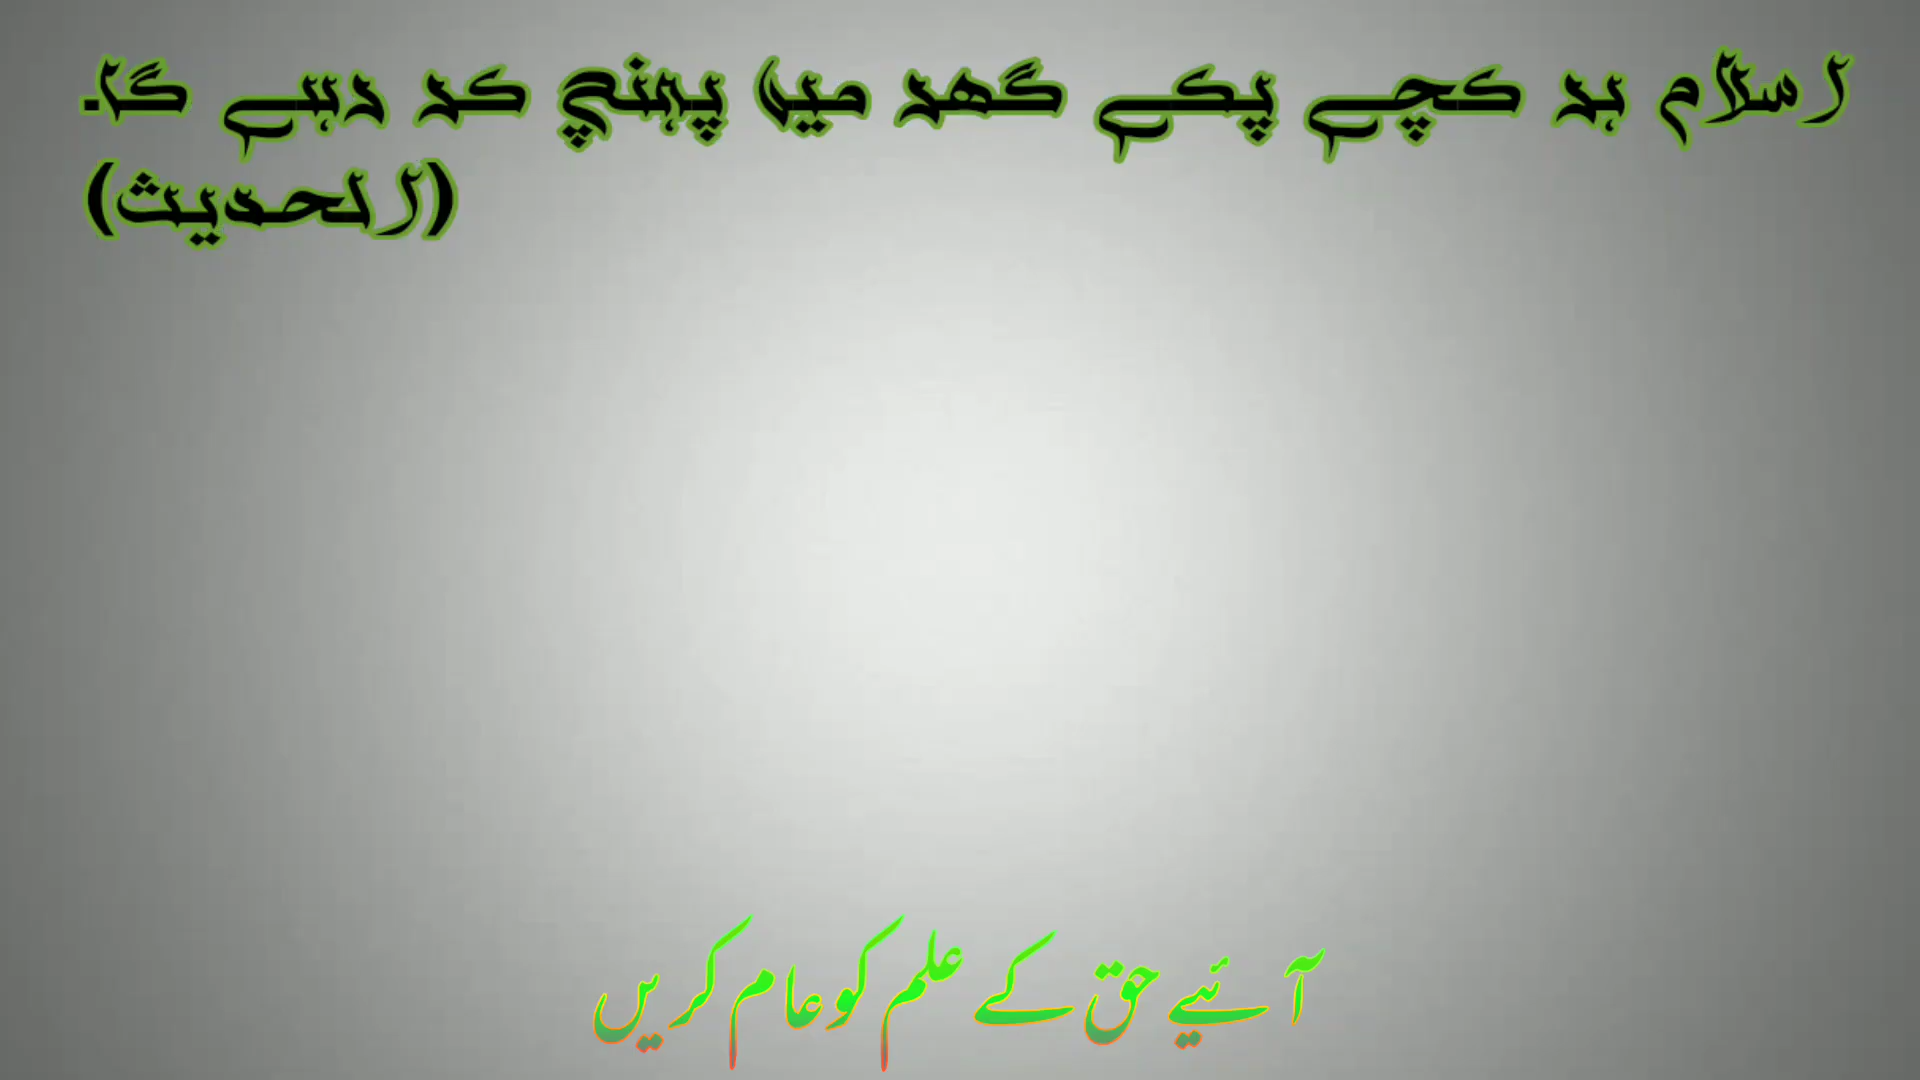 اسلام ہر کچے پکے گھر میں پہنچ کر رہے گا.
(الحدیث)
آئیے حق کے علم کو عام کریں